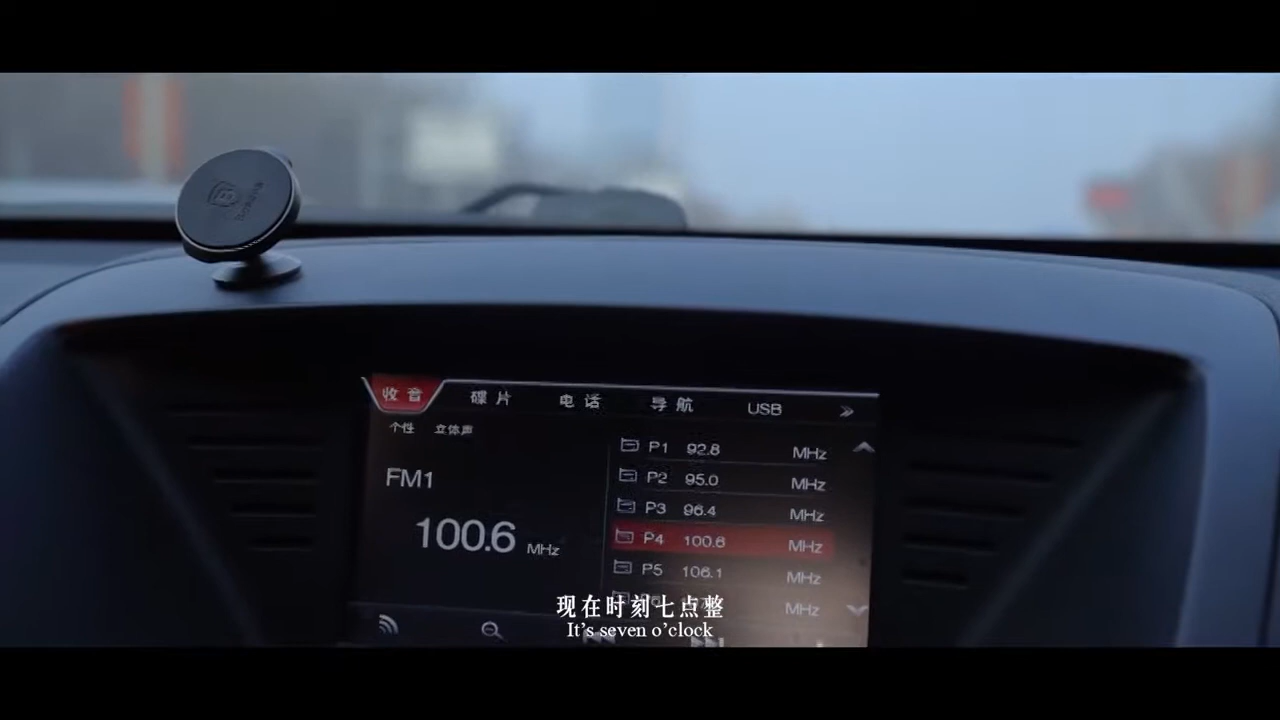 收音 碟片 电话 导航 USB
个性 立体声
FM1
100.6 MHz
P1 92.8 MHz
P2 95.0 MHz
P3 96.4 MHz
P4 100.6 MHz
P5 106.1 MHz
MHz
现在时刻七点整
It's seven o'clock